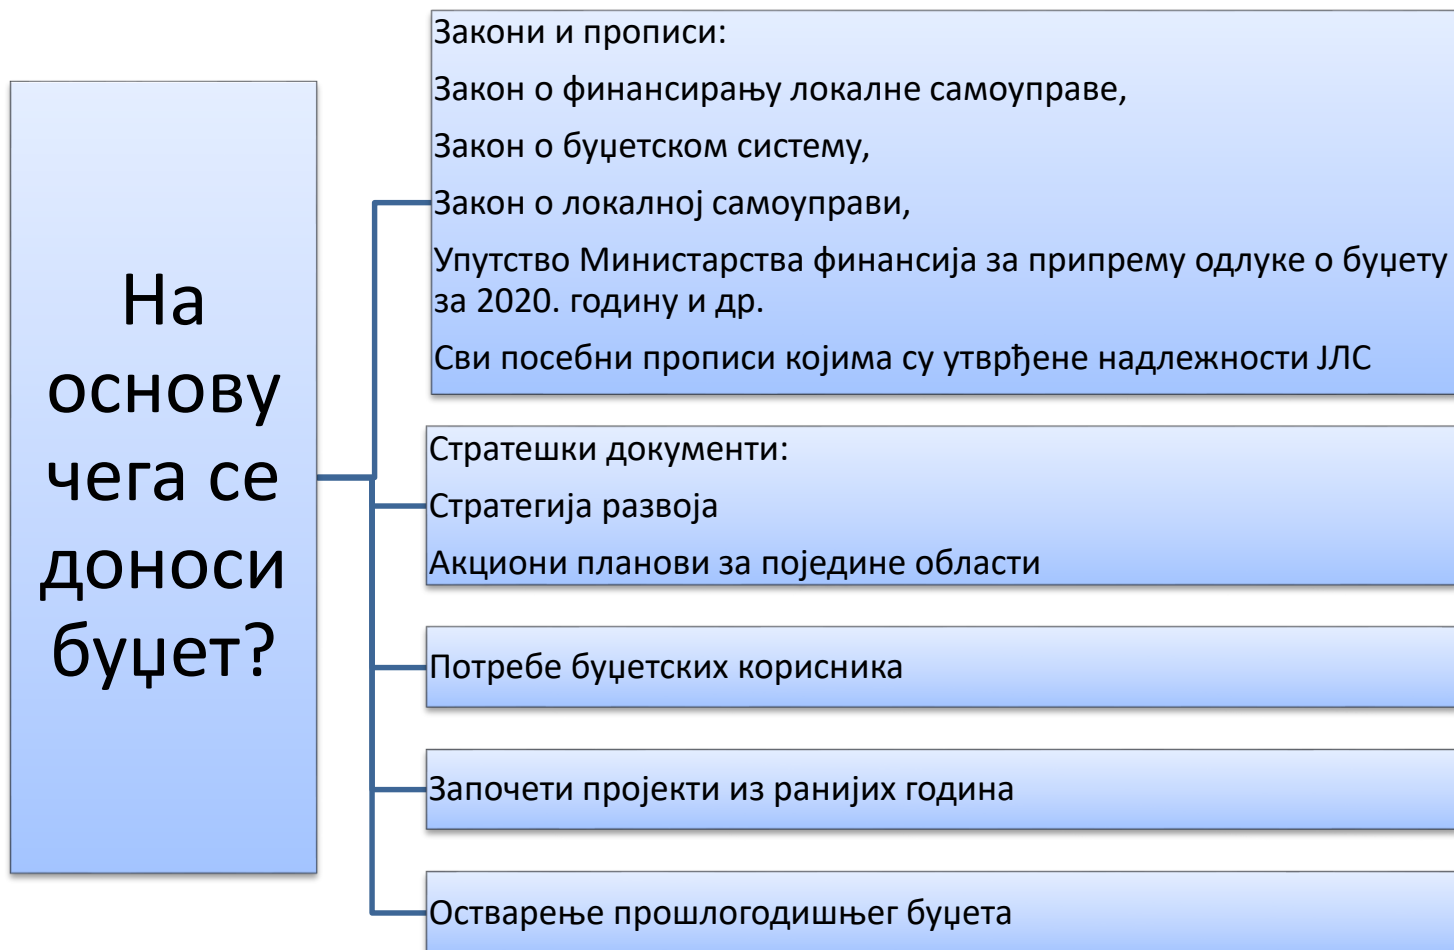 На
основу
чега се
доноси
буџет?
Закони и прописи:
Закон о финансирању локалне самоуправе,
Закон о буџетском систему,
Закон о локалној самоуправи,
Упутство Министарства финансија за припрему одлуке о буџету
за 2020. годину и др.
Сви посебни прописи којима су утврђене надлежности ЈЛС
Стратешки документи:
Стратегија развоја
Акциони планови за поједине области
Потребе буџетских корисника
Започети пројекти из ранијих година
Остварење прошлогодишњег буџета